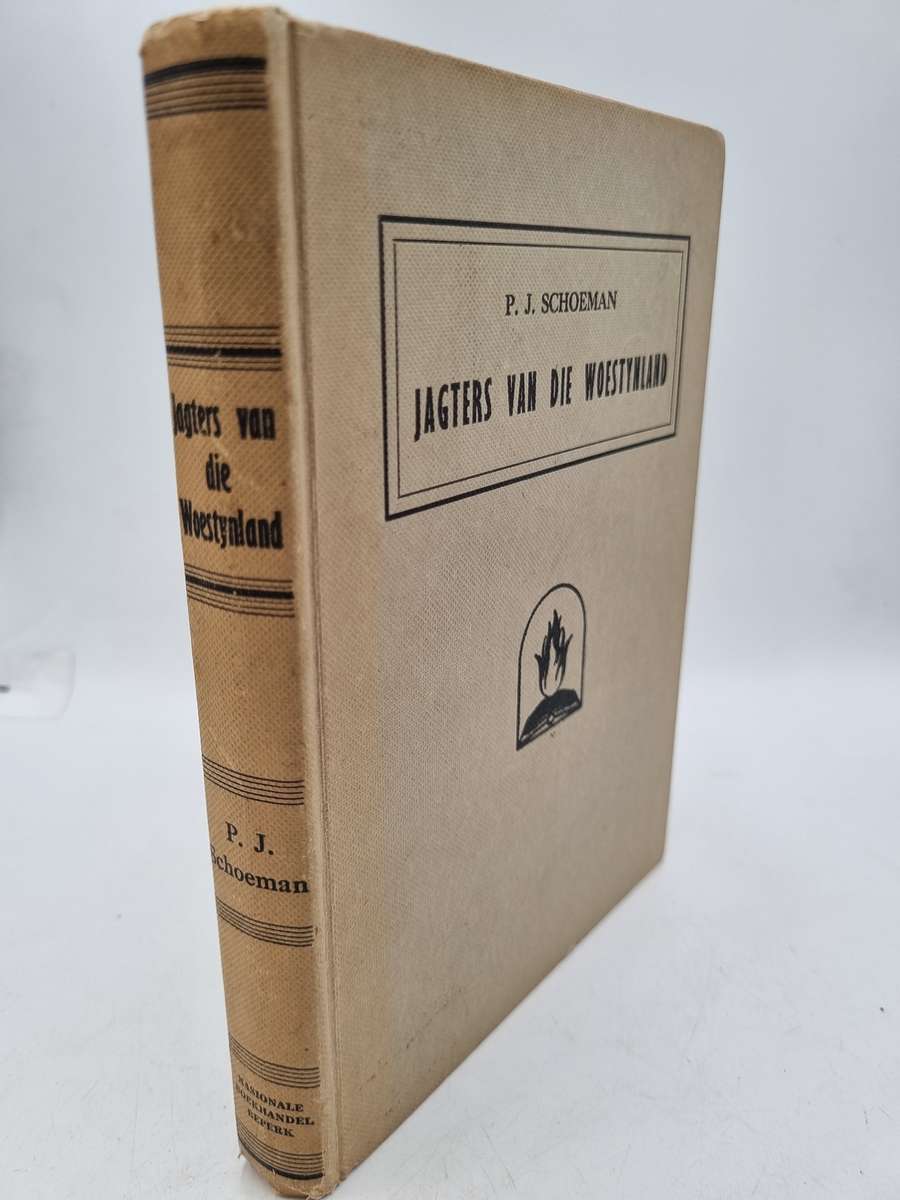 P. J. SCHOEMAN
JAGTERS VAN DIE WOESTYNLAND
Jagters van
die
Woestynland
P. J.
Schoeman
NASIONALE
BOEKHANDEL
BEPERK